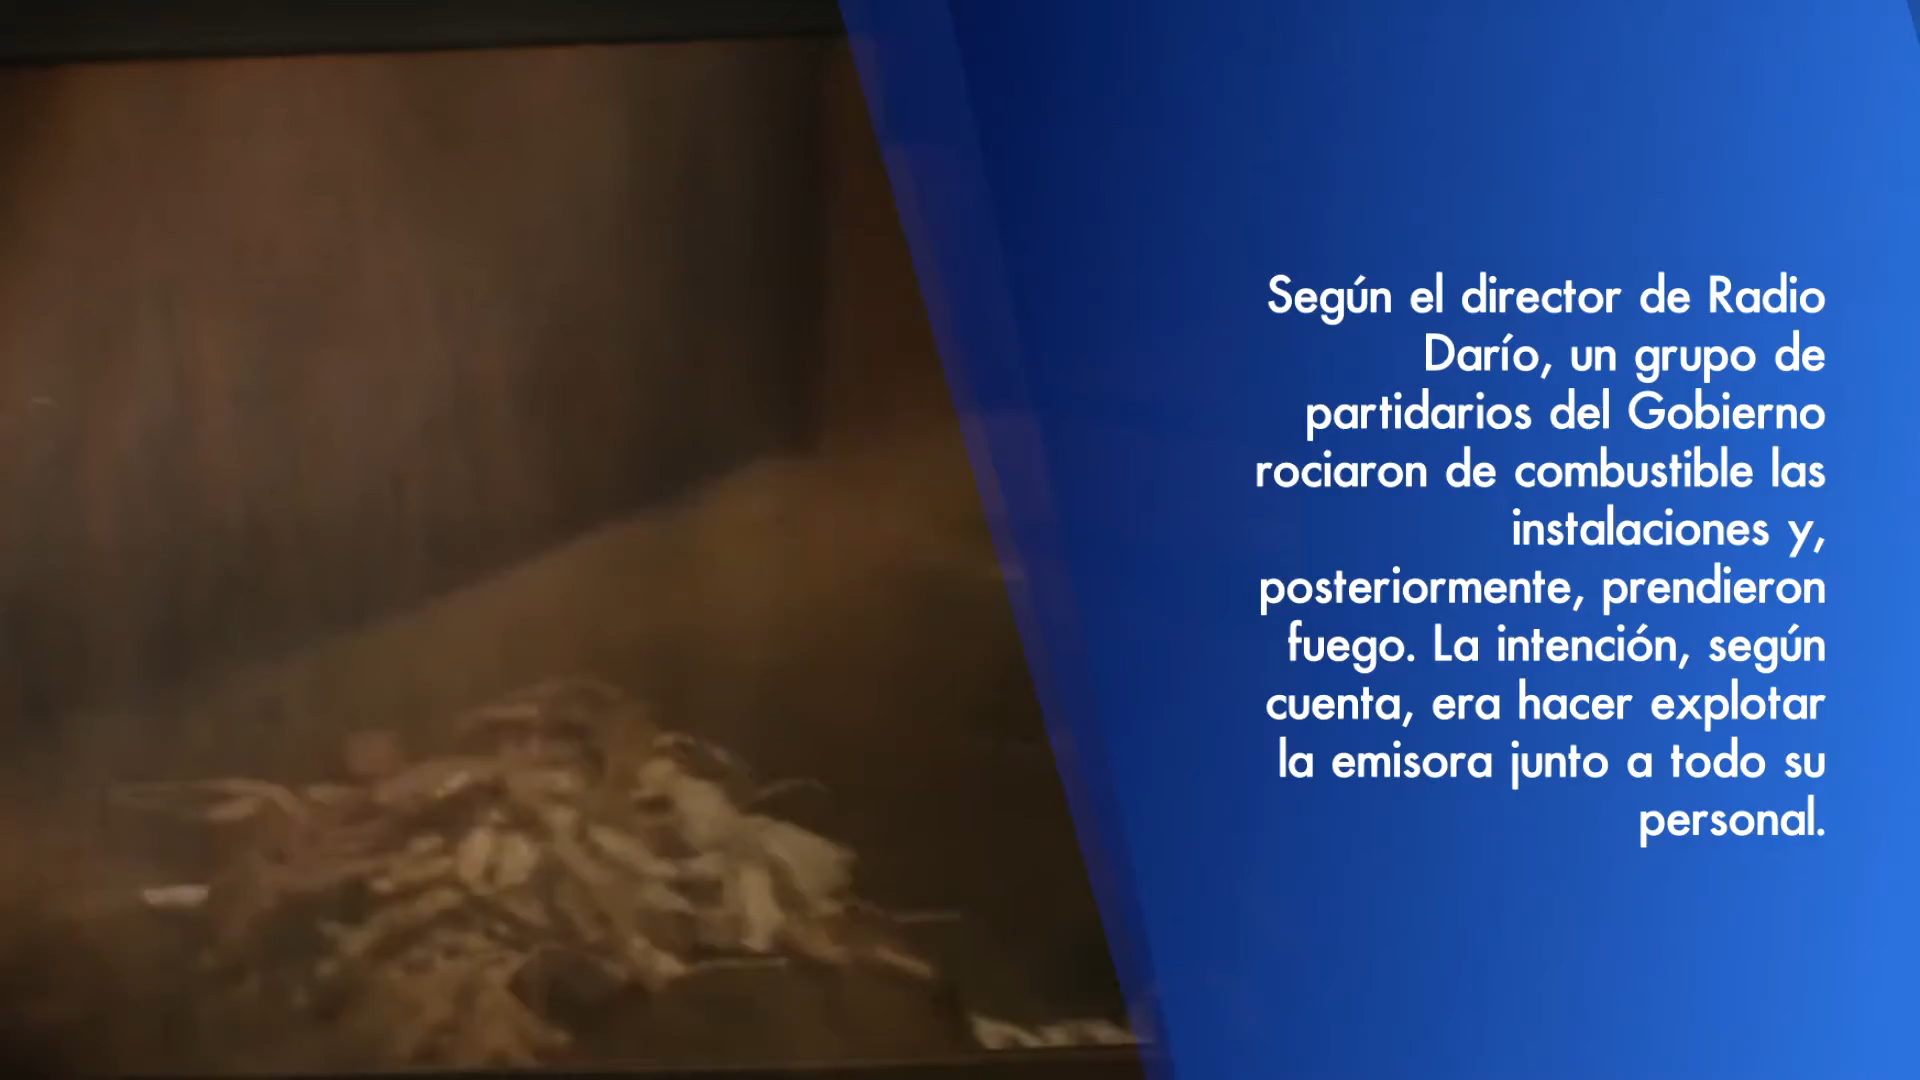 Según el director de Radio
Darío, un grupo de
partidarios del Gobierno
rociaron de combustible las
instalaciones y,
posteriormente, prendieron
fuego. La intención, según
cuenta, era hacer explotar
la emisora junto a todo su
personal.